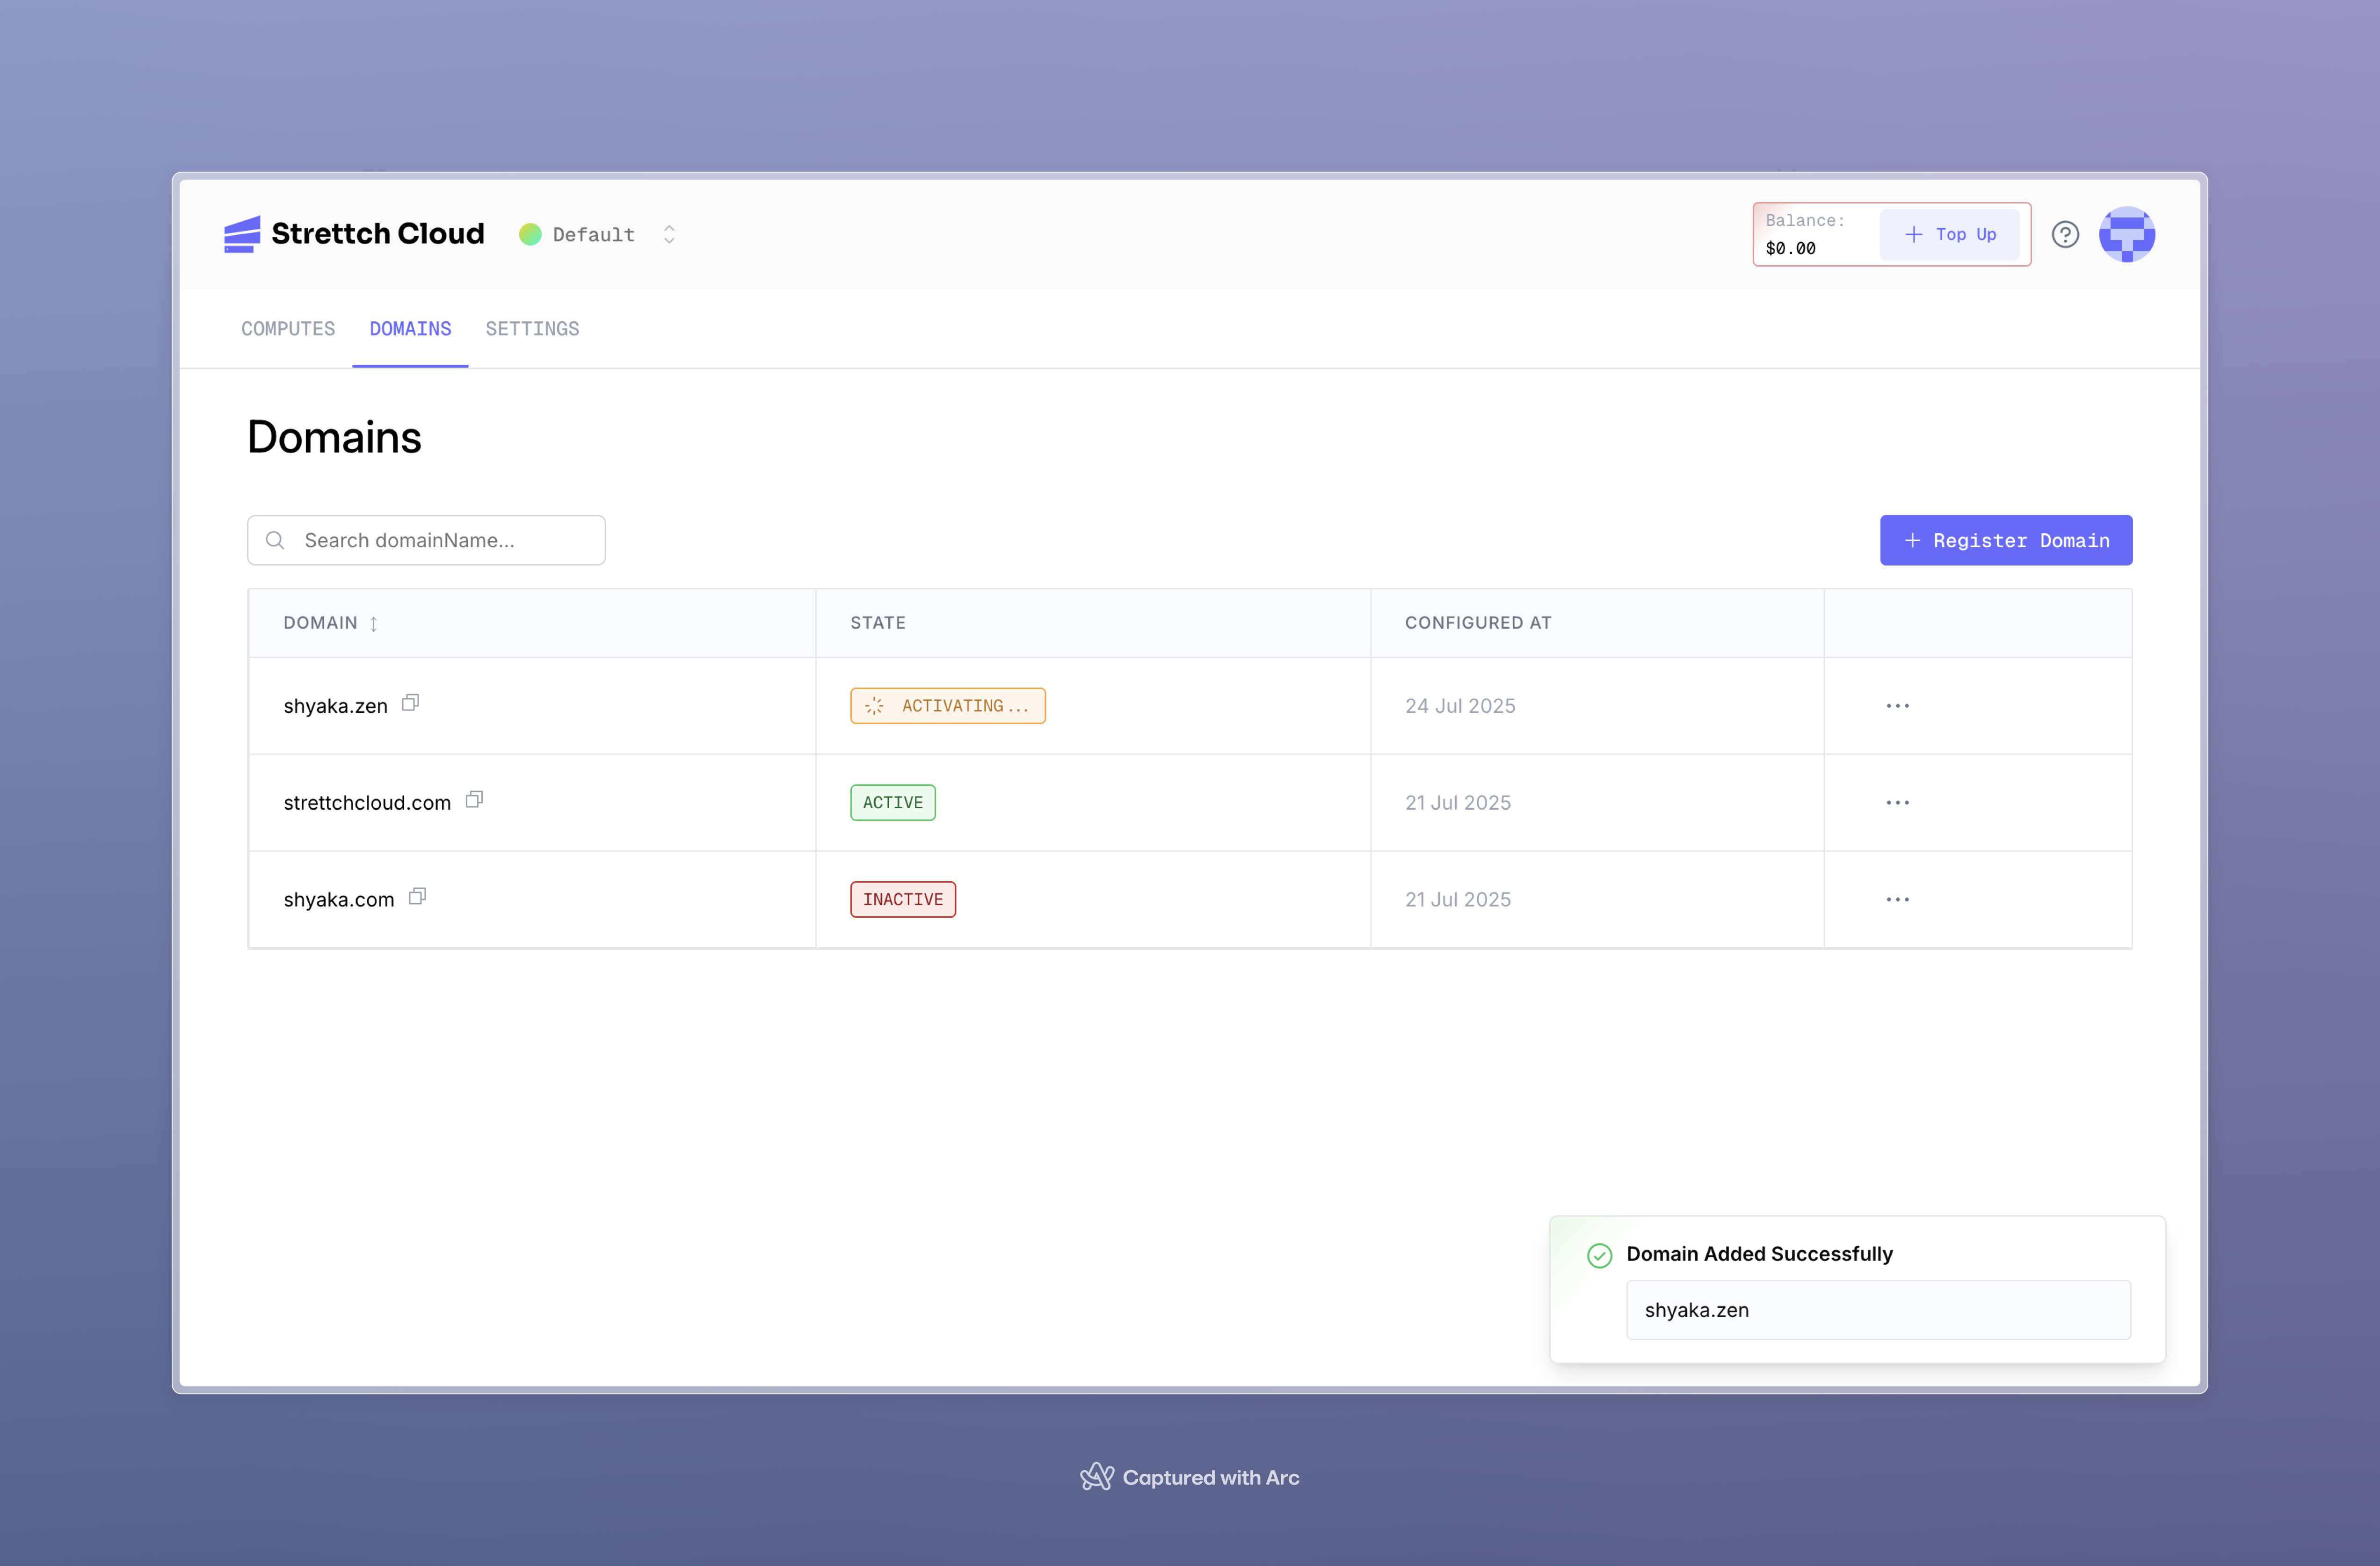 Strettch Cloud
Default
Balance:
$0.00
+ Top Up
COMPUTES DOMAINS SETTINGS
Domains
Search domainName...
+ Register Domain
DOMAIN STATE CONFIGURED AT
shyaka.zen ACTIVATING... 24 Jul 2025
strettchcloud.com ACTIVE 21 Jul 2025
shyaka.com INACTIVE 21 Jul 2025
Domain Added Successfully
shyaka.zen
Captured with Arc